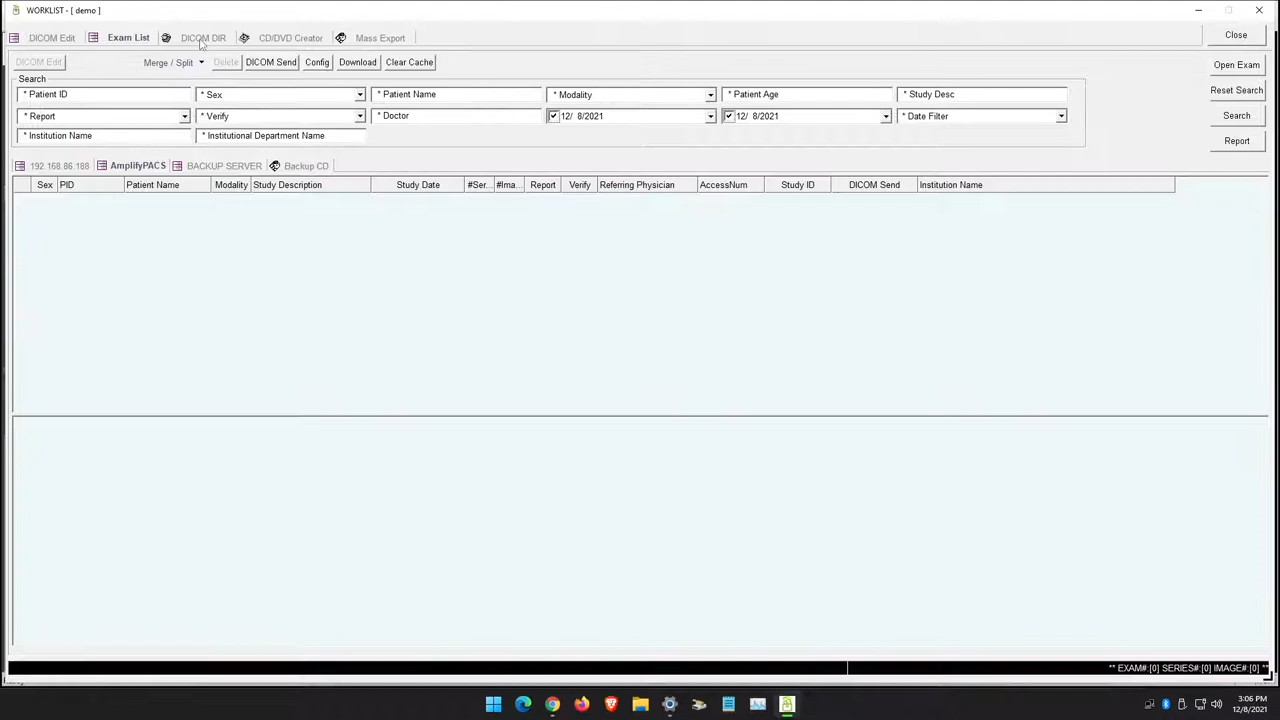 WORKLIST - [ demo ]
DICOM Edit Exam List DICOM DIR CD/DVD Creator Mass Export Close
DICOM Edit Merge / Split Delete DICOM Send Config Download Clear Cache Open Exam
Search
* Patient ID * Sex * Patient Name * Modality * Patient Age * Study Desc Reset Search
* Report * Verify * Doctor 12/ 8/2021 12/ 8/2021 * Date Filter Search
* Institution Name * Institutional Department Name Report
192.168.86.188 AmplifyPACS BACKUP SERVER Backup CD
Sex PID Patient Name Modality Study Description Study Date #Ser... #Ima... Report Verify Referring Physician AccessNum Study ID DICOM Send Institution Name
** EXAM#:[0] SERIES#:[0] IMAGE#:[0] **
3:06 PM
12/8/2021